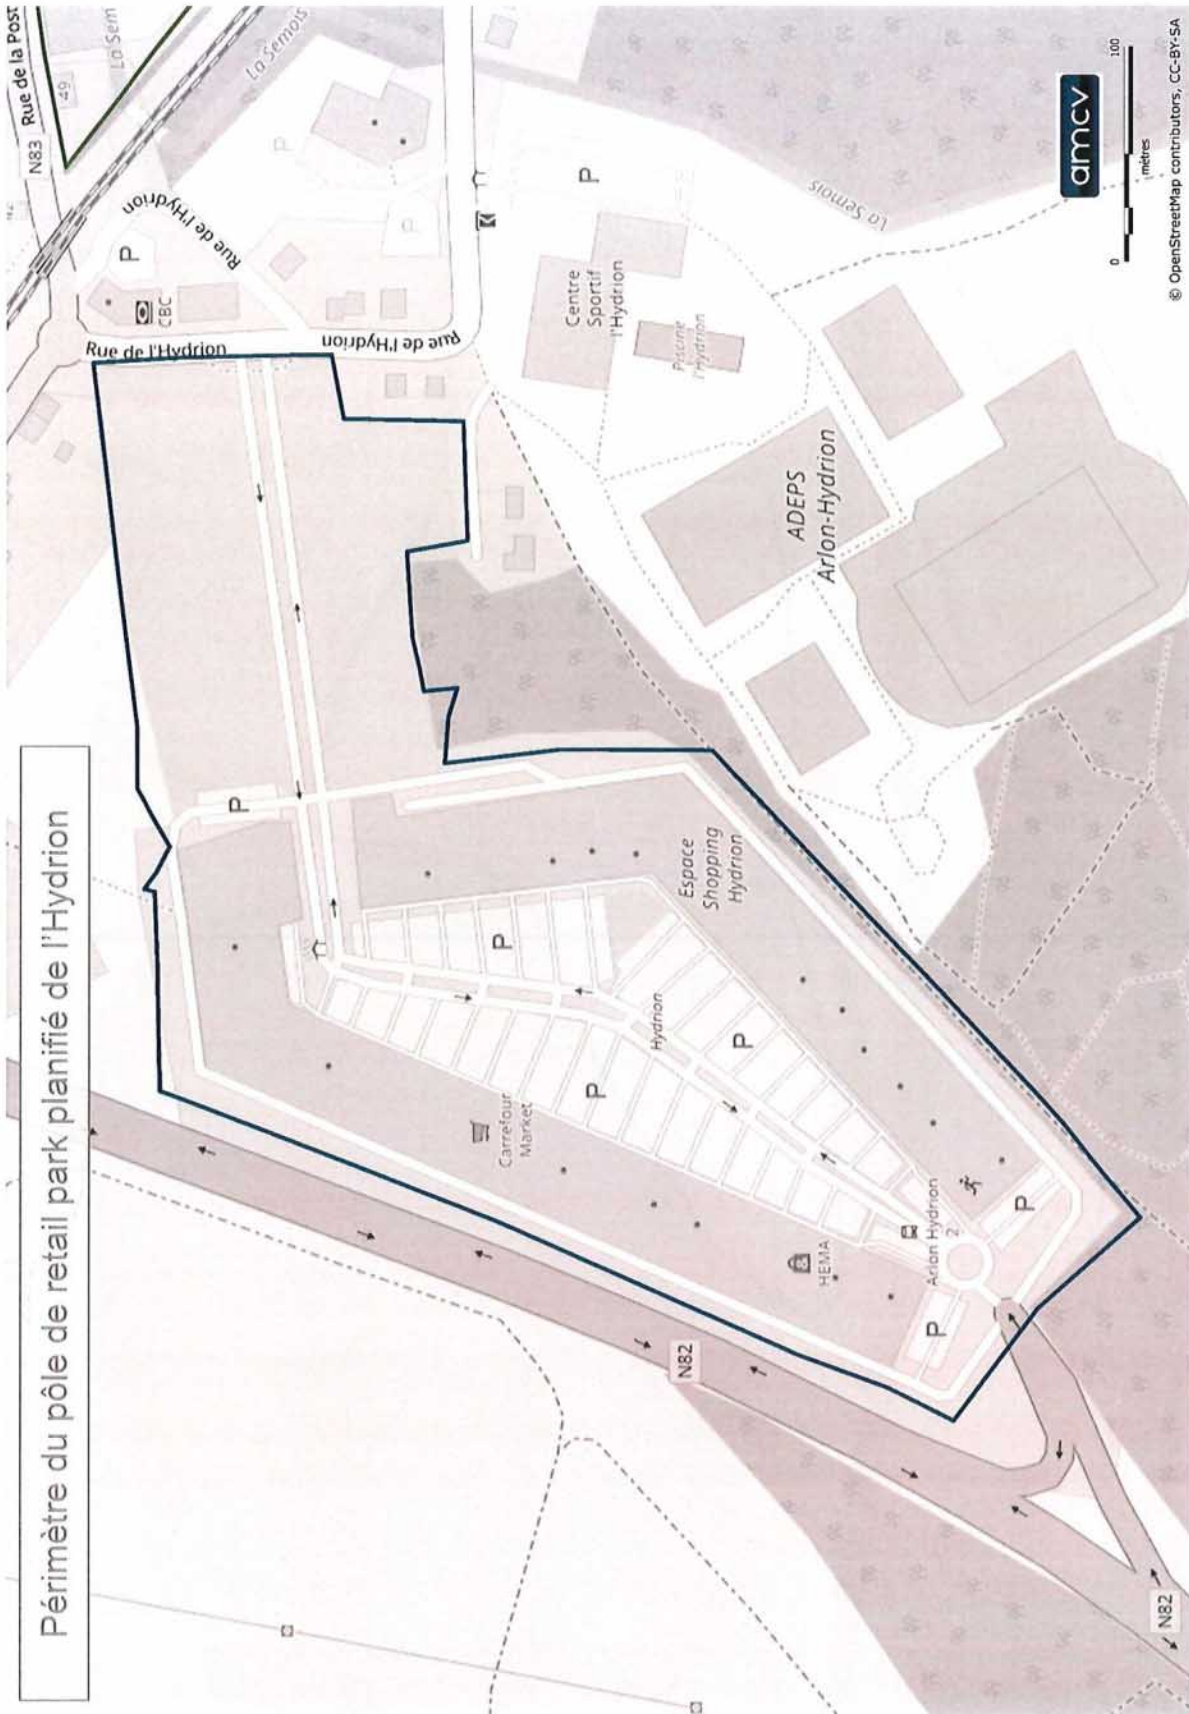 Périmètre du pôle de retail park planifié de l'Hydrion
N83
Rue de la Post
49
La Sem
La Semois
P
Rue de l'Hydrion
P
CBC
Rue de l'Hydrion
Rue de l'Hydrion
P
P
Centre
Sportif
l'Hydrion
Piscine
l'Hydrion
La Semois
ADEPS
Arlon-Hydrion
P
Espace
Shopping
Hydrion
P
Hydrion
P
P
Carrefour
Market
HEMA
Arlon Hydrion
2
P
P
N82
N82
amcv
0
100
mètres
© OpenStreetMap contributors, CC-BY-SA